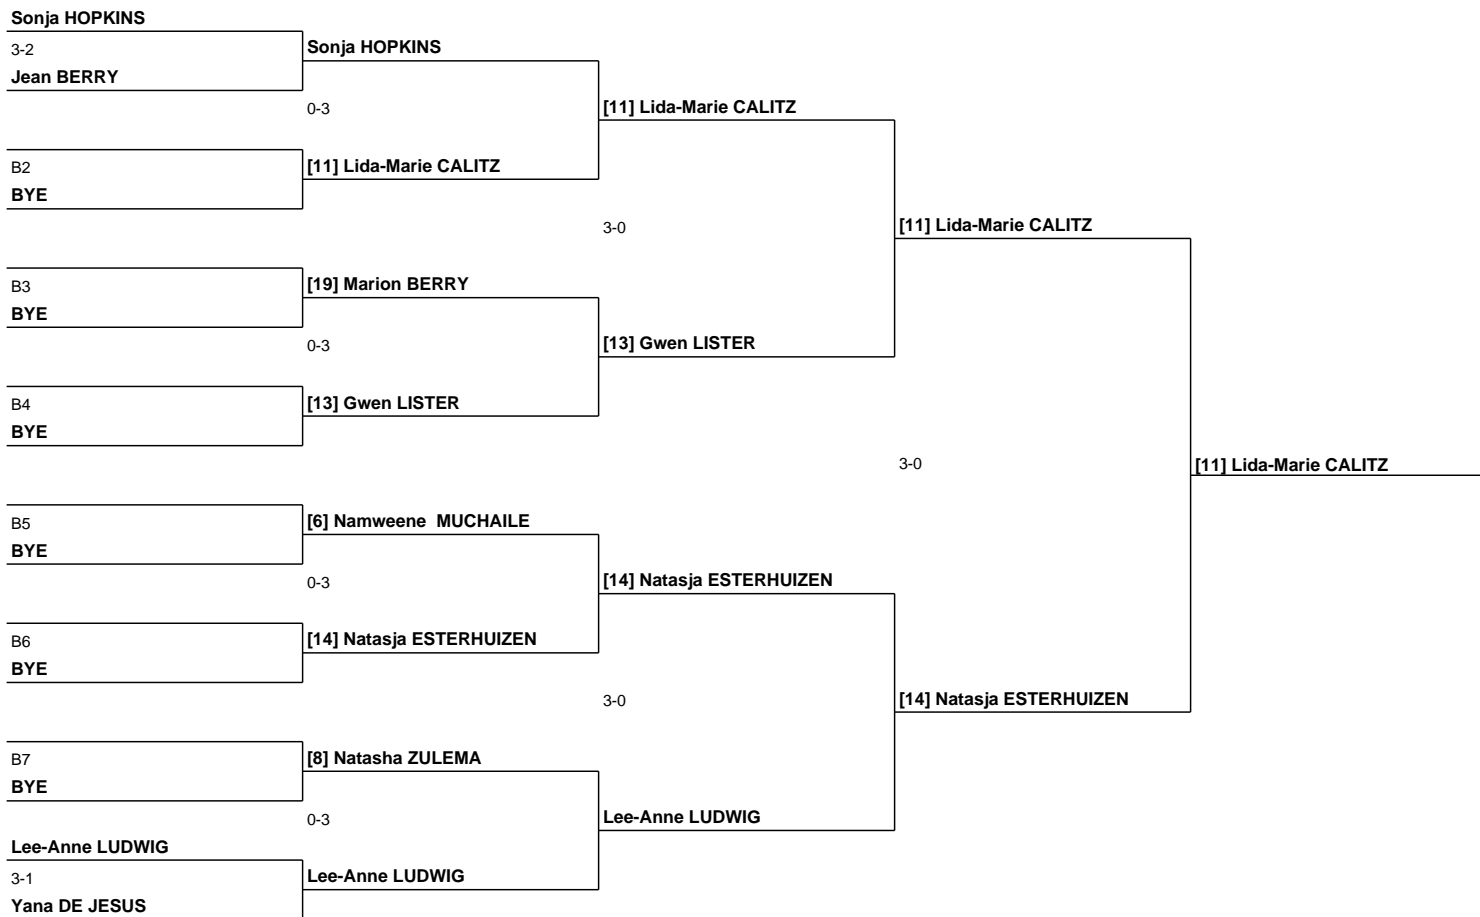 Sonja HOPKINS
3-2
Jean BERRY
B2
BYE
B3
BYE
B4
BYE
B5
BYE
B6
BYE
B7
BYE
Lee-Anne LUDWIG
3-1
Yana DE JESUS
Sonja HOPKINS
0-3
[11] Lida-Marie CALITZ
[19] Marion BERRY
0-3
[13] Gwen LISTER
[6] Namweene  MUCHAILE
0-3
[14] Natasja ESTERHUIZEN
[8] Natasha ZULEMA
0-3
Lee-Anne LUDWIG
[11] Lida-Marie CALITZ
3-0
[13] Gwen LISTER
[14] Natasja ESTERHUIZEN
3-0
Lee-Anne LUDWIG
[11] Lida-Marie CALITZ
3-0
[14] Natasja ESTERHUIZEN
[11] Lida-Marie CALITZ